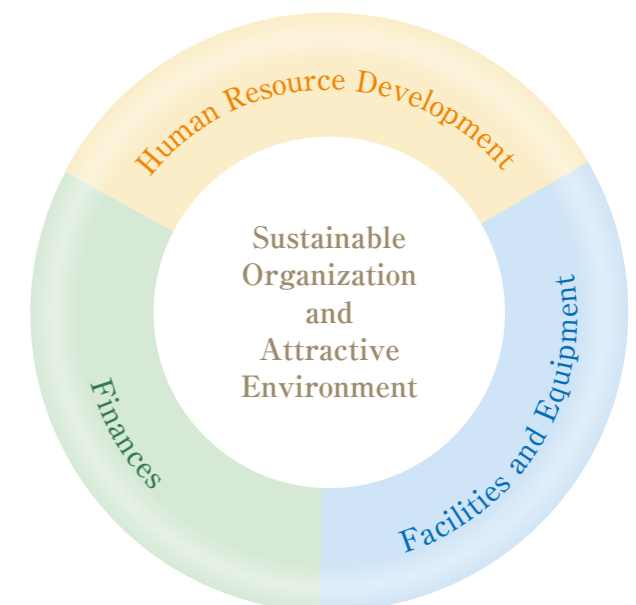 Human Resource Development
Sustainable
Organization
and
Attractive
Environment
Finances
Facilities and Equipment